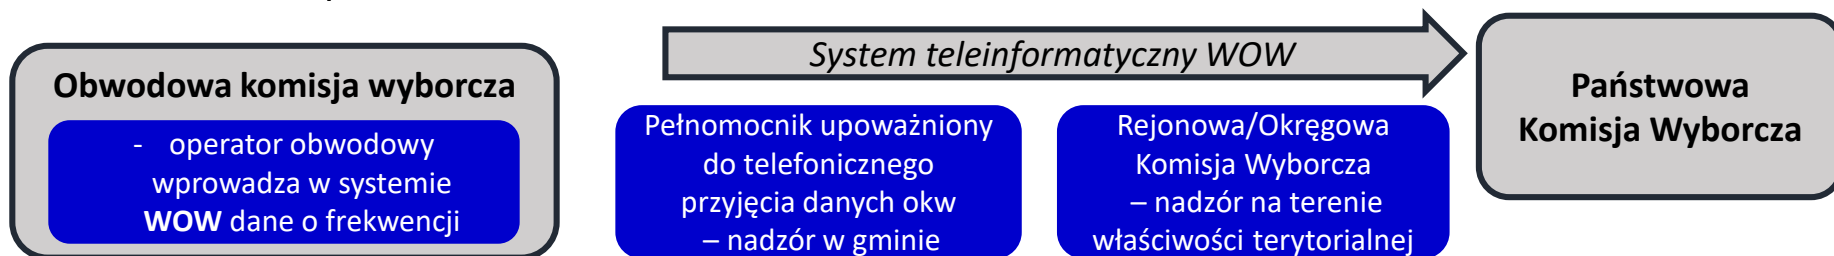 Obwodowa komisja wyborcza
- operator obwodowy
wprowadza w systemie
WOW dane o frekwencji
System teleinformatyczny WOW
Pełnomocnik upoważniony
do telefonicznego
przyjęcia danych okw
– nadzór w gminie
Rejonowa/Okręgowa
Komisja Wyborcza
– nadzór na terenie
właściwości terytorialnej
Państwowa
Komisja Wyborcza